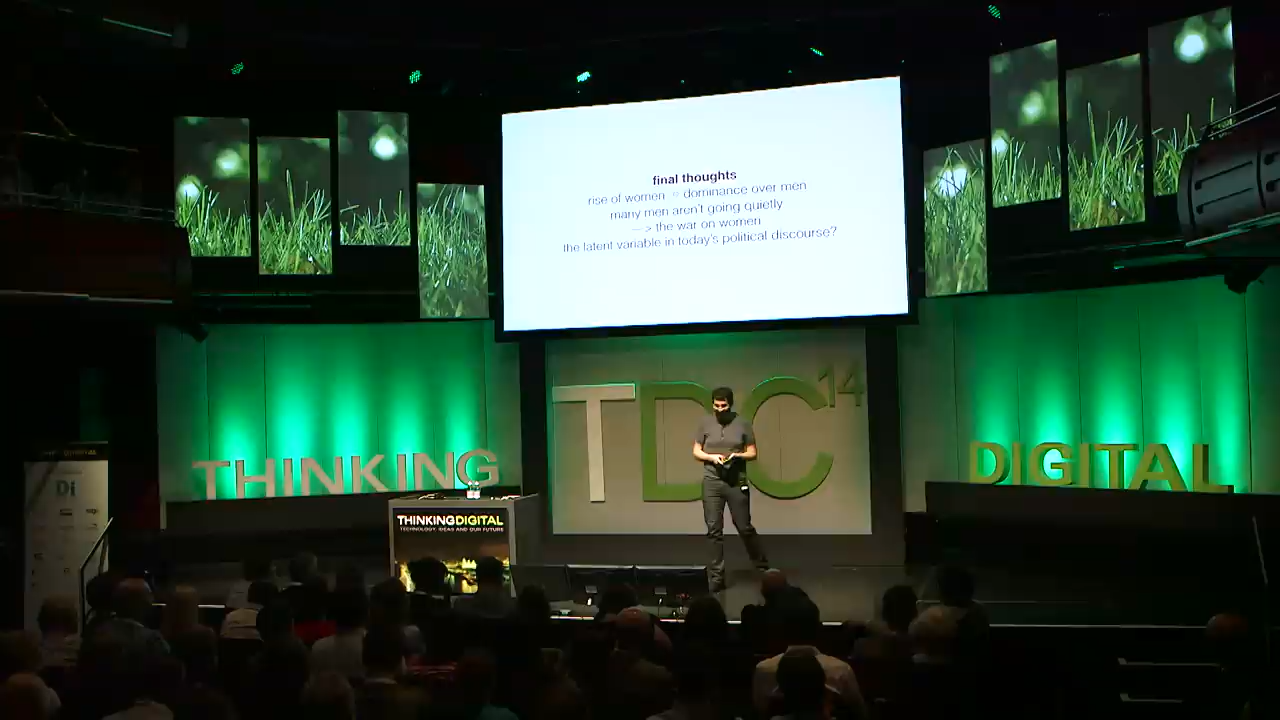 final thoughts
rise of women = dominance over men
many men aren't going quietly
—> the war on women
the latent variable in today's political discourse?
TDC14
THINKING
DIGITAL
THINKINGDIGITAL
TECHNOLOGY, IDEAS AND OUR FUTURE
Di